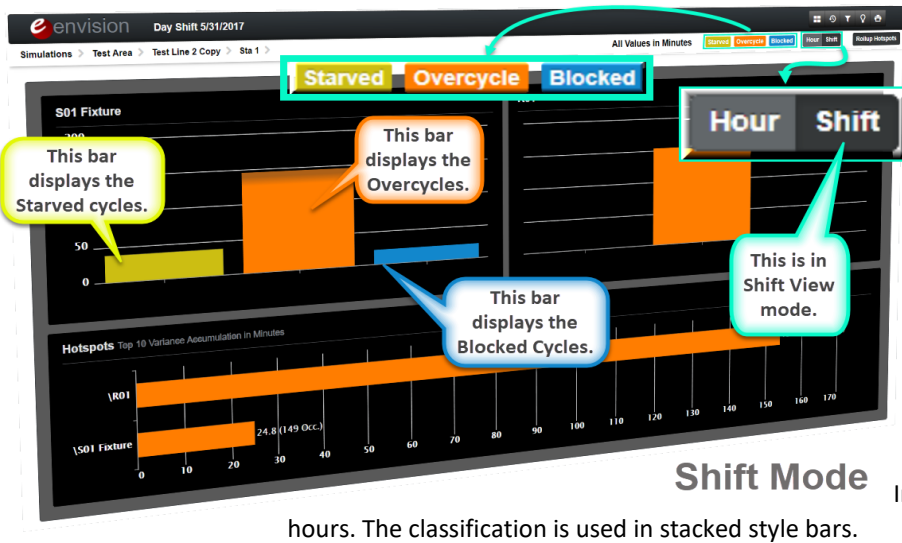 envision Day Shift 5/31/2017
Simulations > Test Area > Test Line 2 Copy > Sta 1 >
All Values in Minutes Starved Overcycle Blocked Hour Shift Rollup Hotspots
Starved Overcycle Blocked
Hour Shift
S01 Fixture
This bar
displays the
Starved cycles.
This bar
displays the
Overcycles.
50
0
This bar
displays the
Blocked Cycles.
This is in
Shift View
mode.
Hotspots Top 10 Variance Accumulation in Minutes
\R01
\S01 Fixture
24.8 (149 Occ.)
0 10 20 30 40 50 60 70 80 90 100 110 120 130 140 150 160 170
Shift Mode
hours. The classification is used in stacked style bars.